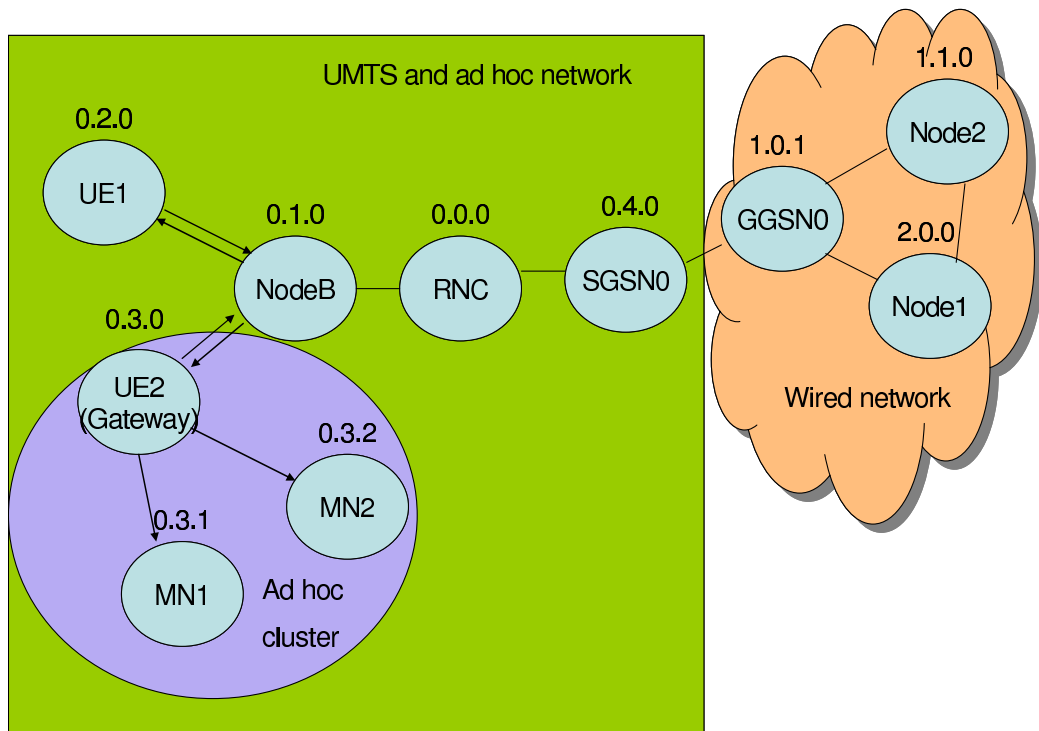 UMTS and ad hoc network
1.1.0
Node2
0.2.0
UE1
1.0.1
GGSN0
0.1.0
NodeB
0.0.0
RNC
0.4.0
SGSN0
2.0.0
Node1
0.3.0
UE2
(Gateway)
Wired network
0.3.2
MN2
0.3.1
MN1
Ad hoc
cluster